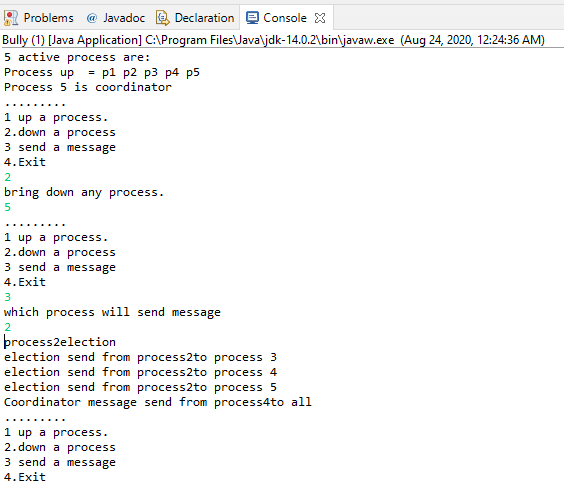 Problems @ Javadoc Declaration Console
Bully (1) [Java Application] C:\Program Files\Java\jdk-14.0.2\bin\javaw.exe (Aug 24, 2020, 12:24:36 AM)
5 active process are:
Process up  = p1 p2 p3 p4 p5
Process 5 is coordinator
.........
1 up a process.
2.down a process
3 send a message
4.Exit
2
bring down any process.
5
.........
1 up a process.
2.down a process
3 send a message
4.Exit
3
which process will send message
2
process2election
election send from process2to process 3
election send from process2to process 4
election send from process2to process 5
Coordinator message send from process4to all
.........
1 up a process.
2.down a process
3 send a message
4.Exit